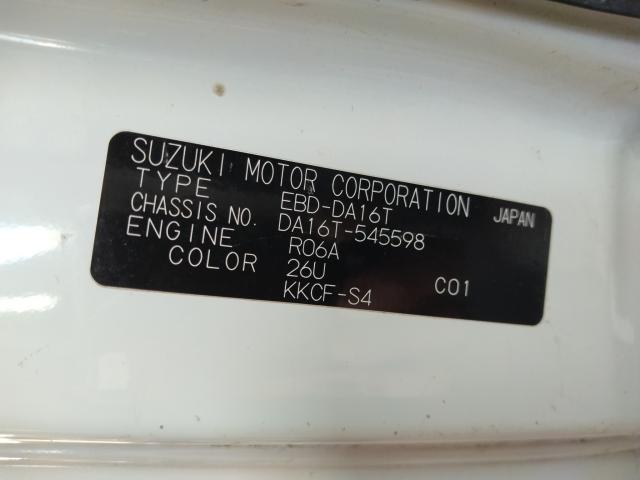 SUZUKI MOTOR CORPORATION JAPAN
TYPE EBD-DA16T
CHASSIS NO. DA16T-545598
ENGINE R06A
COLOR 26U
KKCF-S4 C01